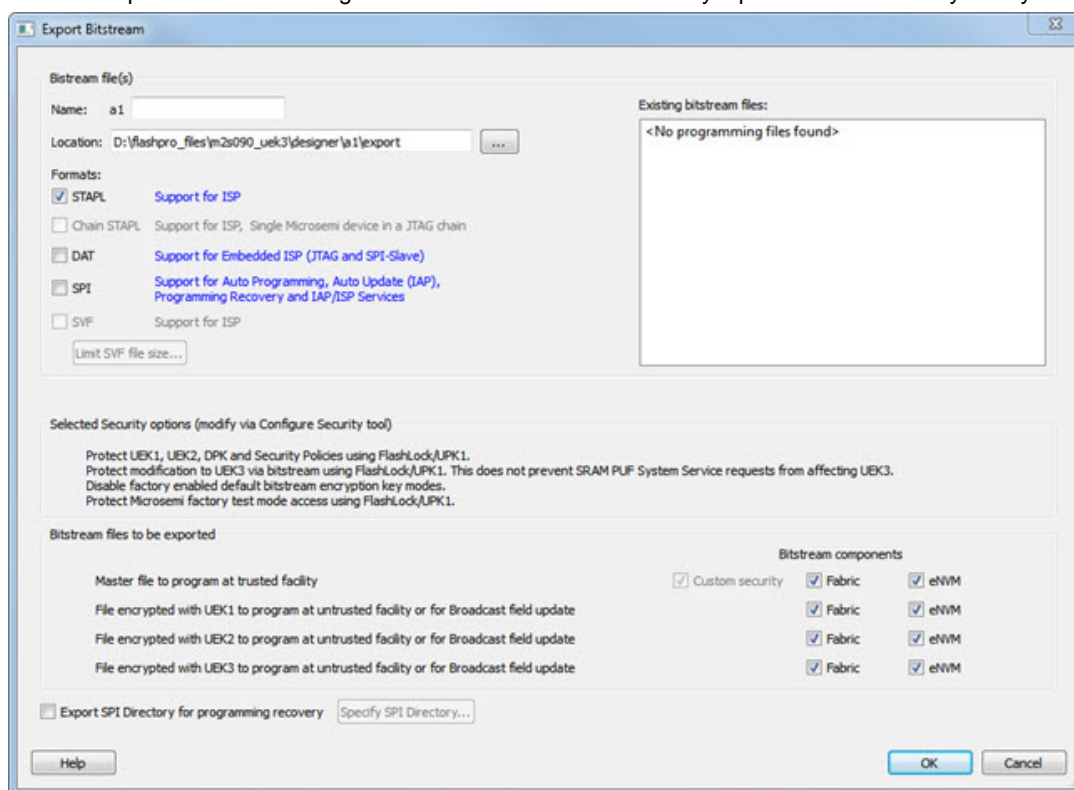 Export Bitstream
Bistream file(s)
Name: a1
Existing bitstream files:
<No programming files found>
Location: D:\flashpro_files\m2s090_uek3\designer\a1\export ...
Formats:
STAPL Support for ISP
Chain STAPL Support for ISP, Single Microsemi device in a JTAG chain
DAT Support for Embedded ISP (JTAG and SPI-Slave)
SPI Support for Auto Programming, Auto Update (IAP),
Programming Recovery and IAP/ISP Services
SVF Support for ISP
Limit SVF file size...
Selected Security options (modify via Configure Security tool)
Protect UEK1, UEK2, DPK and Security Policies using FlashLock/UPK1.
Protect modification to UEK3 via bitstream using FlashLock/UPK1. This does not prevent SRAM PUF System Service requests from affecting UEK3.
Disable factory enabled default bitstream encryption key modes.
Protect Microsemi factory test mode access using FlashLock/UPK1.
Bitstream files to be exported
Bitstream components
Master file to program at trusted facility Custom security Fabric eNVM
File encrypted with UEK1 to program at untrusted facility or for Broadcast field update Fabric eNVM
File encrypted with UEK2 to program at untrusted facility or for Broadcast field update Fabric eNVM
File encrypted with UEK3 to program at untrusted facility or for Broadcast field update Fabric eNVM
Export SPI Directory for programming recovery Specify SPI Directory...
Help OK Cancel